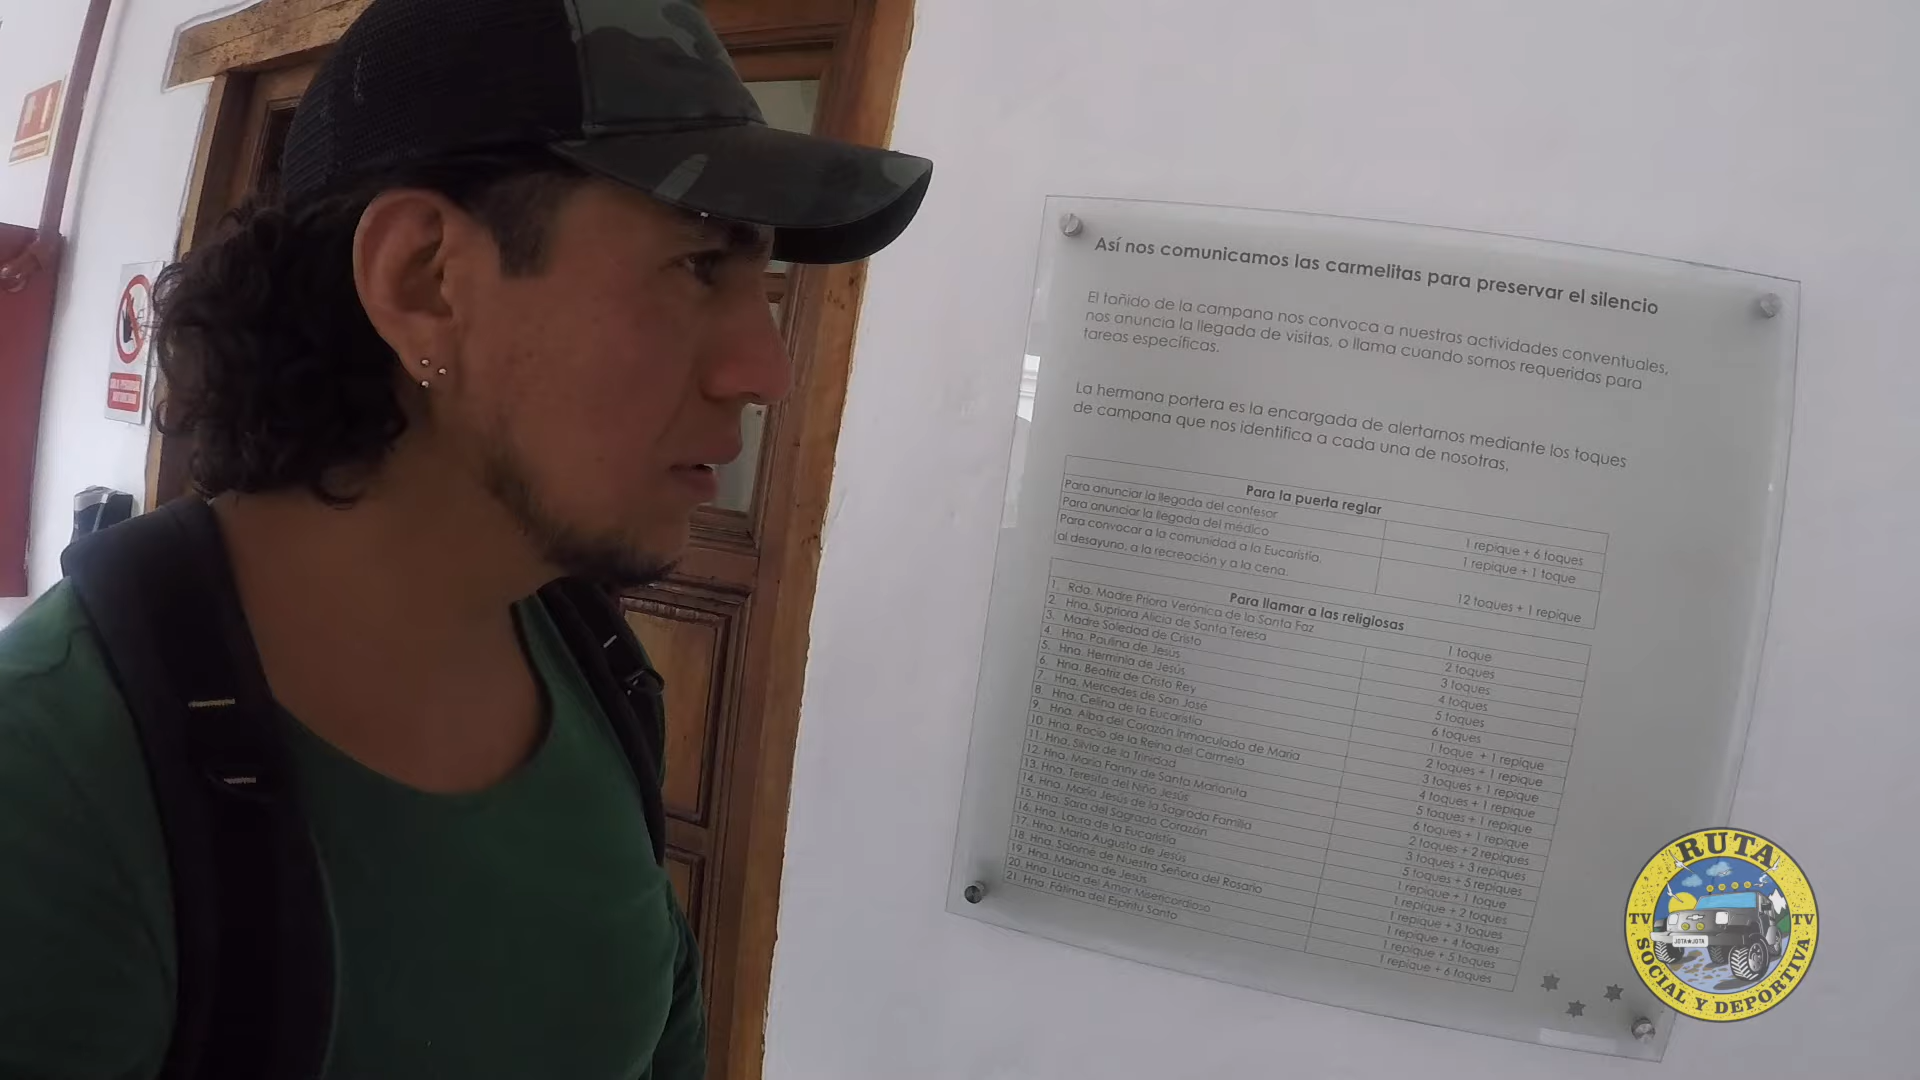 Así nos comunicamos las carmelitas para preservar el silencio
El tañido de la campana nos convoca a nuestras actividades conventuales,
nos anuncia la llegada de visitas, o llama cuando somos requeridas para
tareas específicas.
La hermana portera es la encargada de alertarnos mediante los toques
de campana que nos identifica a cada una de nosotras.
Para la puerta reglar
Para anunciar la llegada del confesor 1 repique + 6 toques
Para anunciar la llegada del médico 1 repique + 1 toque
Para convocar a la comunidad a la Eucaristía,
al desayuno, a la recreación y a la cena. 12 toques + 1 repique
Para llamar a las religiosas
1. Rda. Madre Priora Verónica de la Santa Faz 1 toque
2. Hna. Supriora Alicia de Santa Teresa 2 toques
3. Madre Soledad de Cristo 3 toques
4. Hna. Paulina de Jesús 4 toques
5. Hna. Herminia de Jesús 5 toques
6. Hna. Beatriz de Cristo Rey 6 toques
7. Hna. Mercedes de San José 1 toque + 1 repique
8. Hna. Celina de la Eucaristía 2 toques + 1 repique
9. Hna. Alba del Corazón Inmaculado de María 3 toques + 1 repique
10. Hna. Rocío de la Reina del Carmelo 4 toques + 1 repique
11. Hna. Silvia de la Trinidad 5 toques + 1 repique
12. Hna. María Fanny de Santa Marianita 6 toques + 1 repique
13. Hna. Teresita del Niño Jesús 2 toques + 2 repiques
14. Hna. María Jesús de la Sagrada Familia 3 toques + 3 repiques
15. Hna. Sara del Sagrado Corazón 5 toques + 5 repiques
16. Hna. Laura de la Eucaristía 1 repique + 1 toque
17. Hna. María Augusta de Jesús 1 repique + 2 toques
18. Hna. Salomé de Nuestra Señora del Rosario 1 repique + 3 toques
19. Hna. Mariana de Jesús 1 repique + 4 toques
20. Hna. Lucía del Amor Misericordioso 1 repique + 5 toques
21. Hna. Fátima del Espíritu Santo 1 repique + 6 toques
RUTA
TV TV
SOCIAL Y DEPORTIVA
JOTA★JOTA